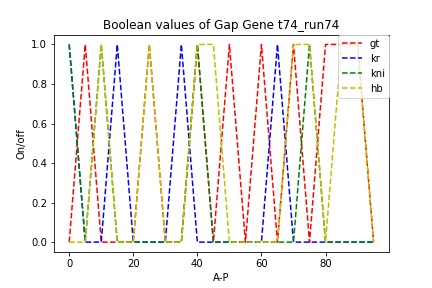 Boolean values of Gap Gene t74_run74
gt
kr
kni
hb
1.0
0.8
0.6
0.4
0.2
0.0
On/off
0 20 40 60 80
A-P